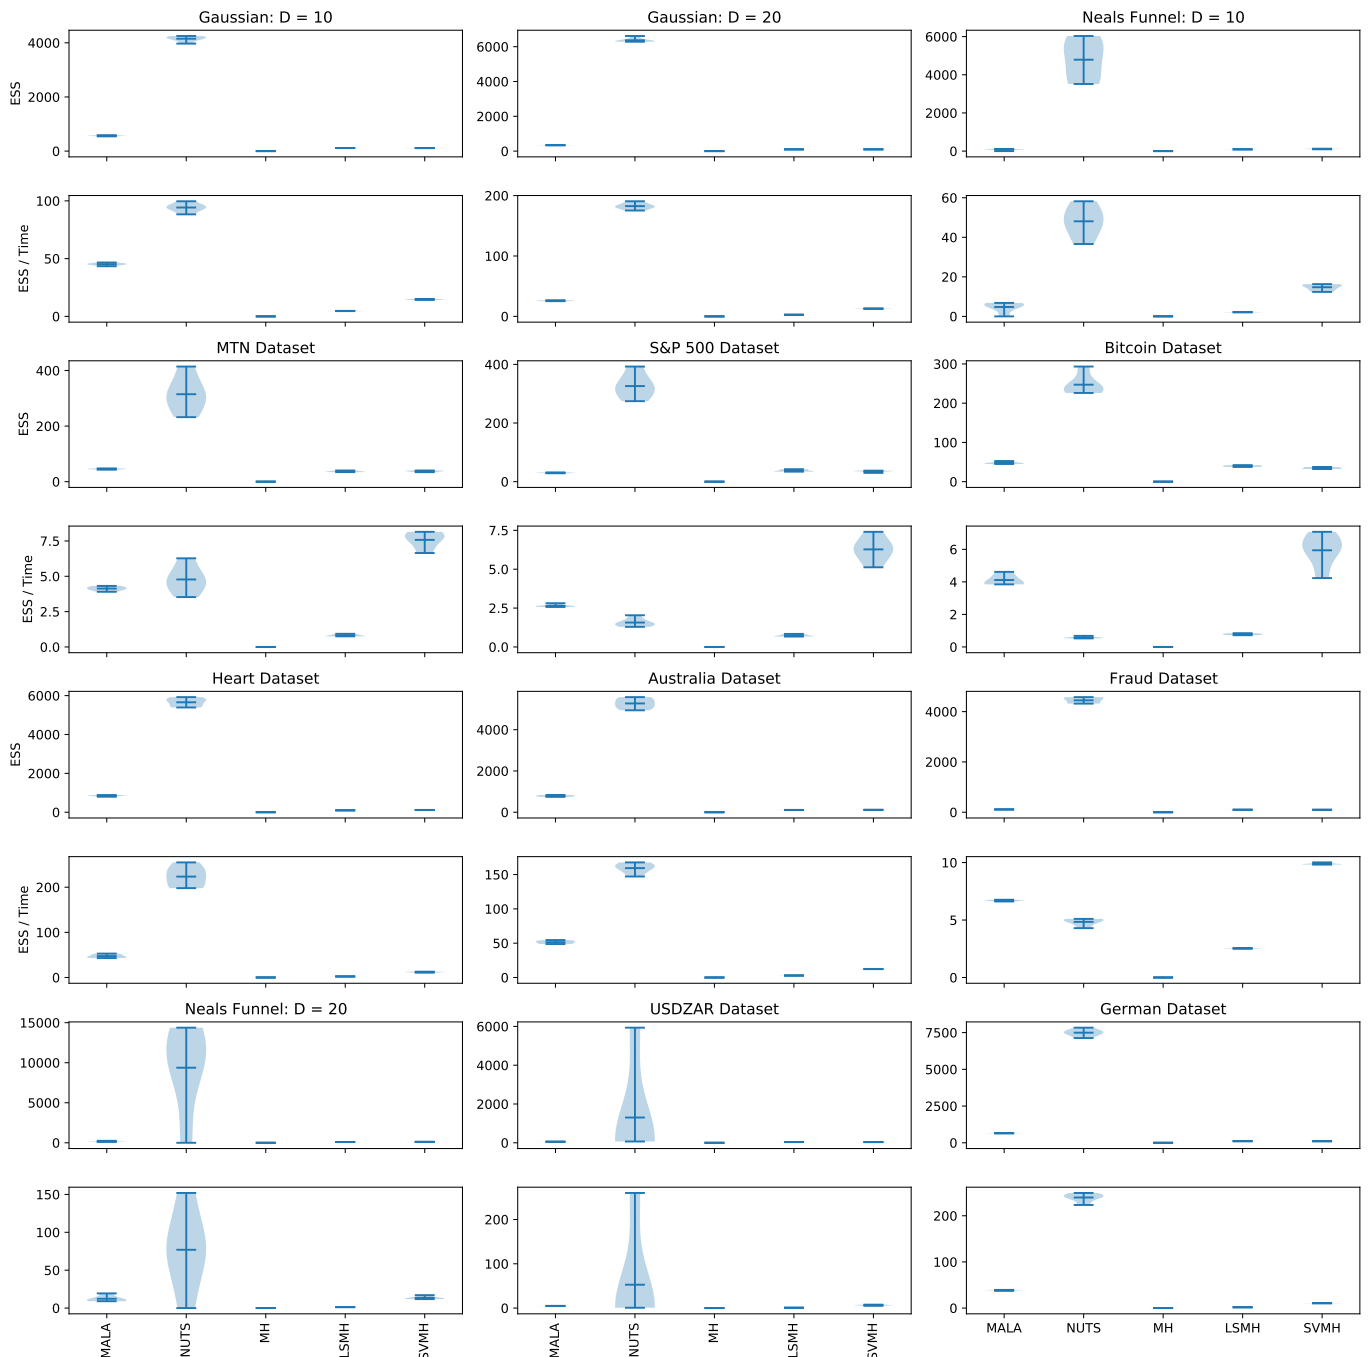 Gaussian: D = 10
Gaussian: D = 20
Neals Funnel: D = 10
ESS
4000
2000
0
6000
4000
2000
0
6000
4000
2000
0
ESS / Time
100
50
0
200
100
0
60
40
20
0
MTN Dataset
S&P 500 Dataset
Bitcoin Dataset
ESS
400
200
0
400
200
0
300
200
100
0
ESS / Time
7.5
5.0
2.5
0.0
7.5
5.0
2.5
0.0
6
4
2
0
Heart Dataset
Australia Dataset
Fraud Dataset
ESS
6000
4000
2000
0
4000
2000
0
4000
2000
0
ESS / Time
200
100
0
150
100
50
0
10
5
0
Neals Funnel: D = 20
USDZAR Dataset
German Dataset
15000
10000
5000
0
6000
4000
2000
0
7500
5000
2500
0
150
100
50
0
200
100
0
200
100
0
MALA
NUTS
MH
LSMH
SVMH
MALA
NUTS
MH
LSMH
SVMH
MALA
NUTS
MH
LSMH
SVMH